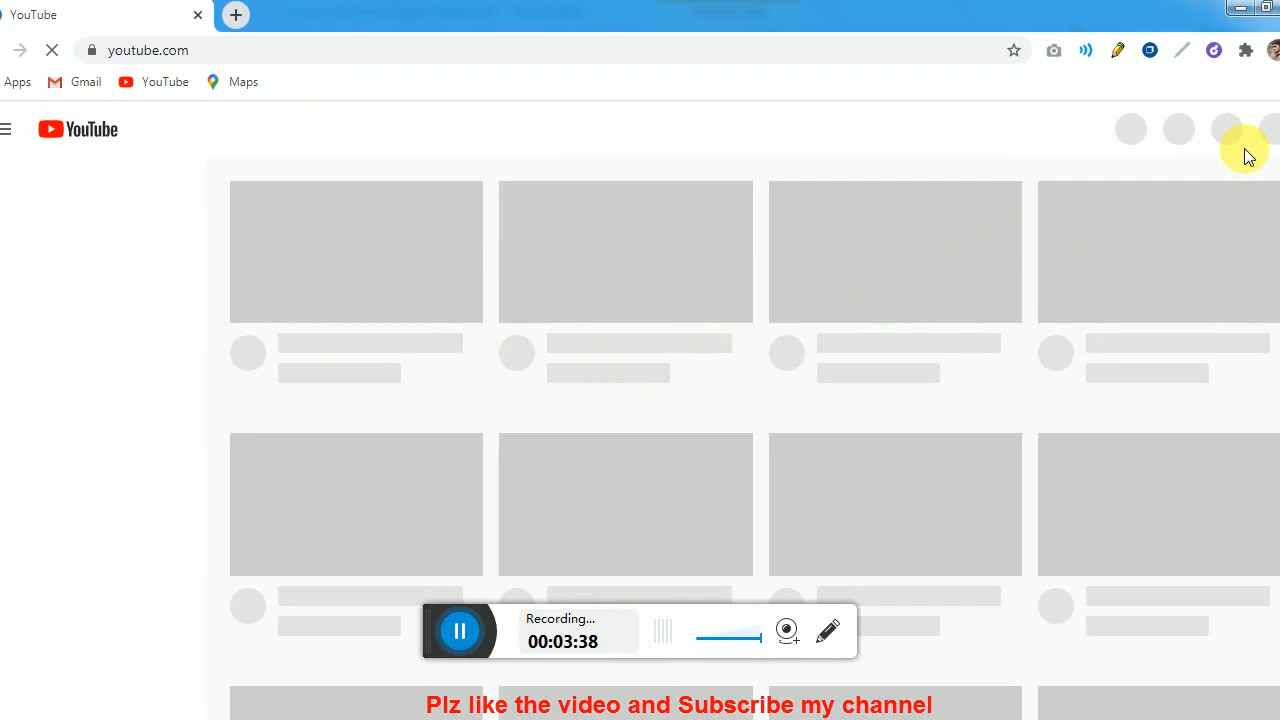 YouTube
youtube.com
Apps Gmail YouTube Maps
YouTube
Recording...
00:03:38
Plz like the video and Subscribe my channel